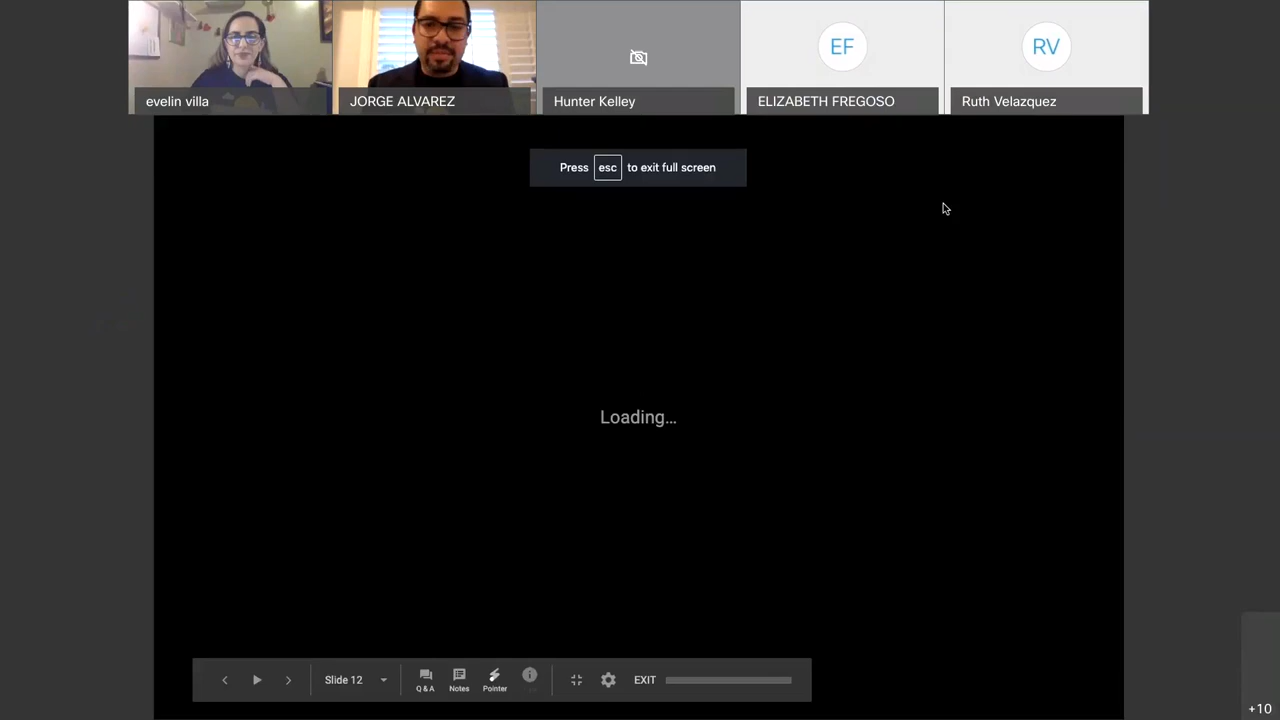 evelin villa
JORGE ALVAREZ
Hunter Kelley
EF
ELIZABETH FREGOSO
RV
Ruth Velazquez
Press esc to exit full screen
Loading...
Slide 12
Q & A
Notes
Pointer
EXIT
+10